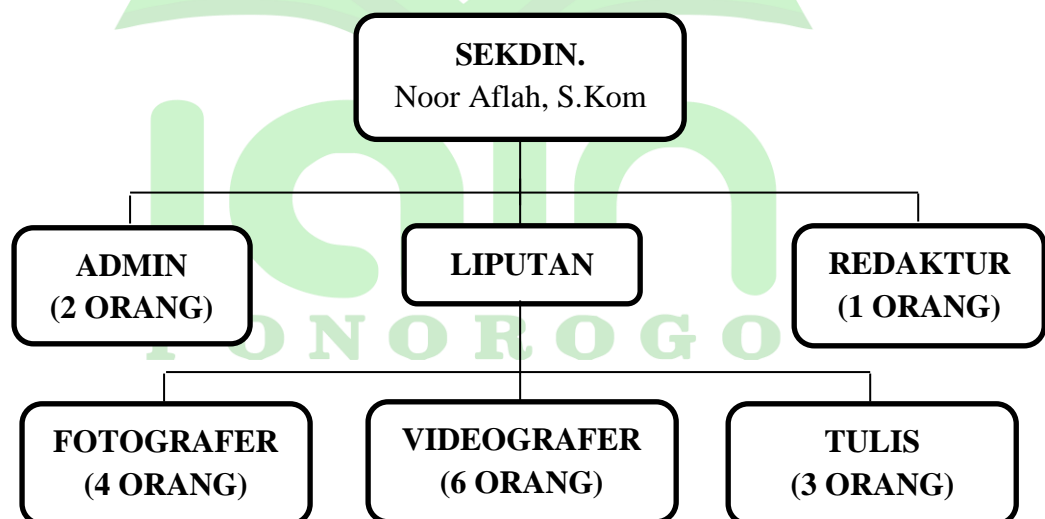 SEKDIN.
Noor Aflah, S.Kom
ADMIN
(2 ORANG)
LIPUTAN
REDAKTUR
(1 ORANG)
iain
PONOROGO
FOTOGRAFER
(4 ORANG)
VIDEOGRAFER
(6 ORANG)
TULIS
(3 ORANG)